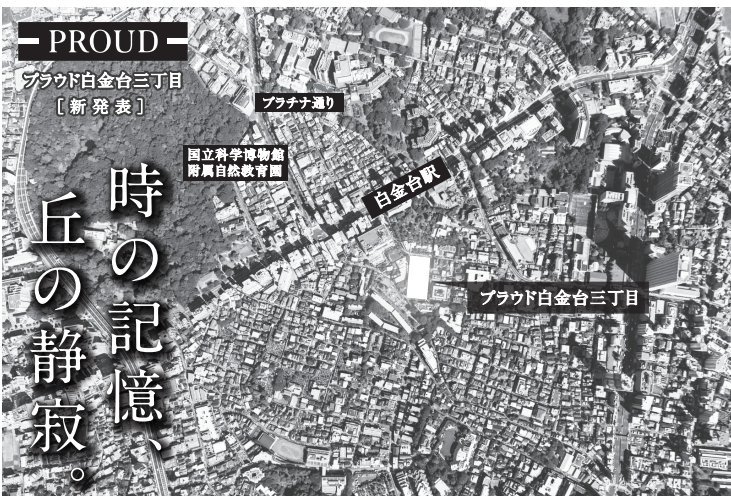 PROUD
プラウド白金台三丁目
[新発表]
時の記憶、
丘の静寂。
プラチナ通り
国立科学博物館
附属自然教育園
白金台駅
プラウド白金台三丁目